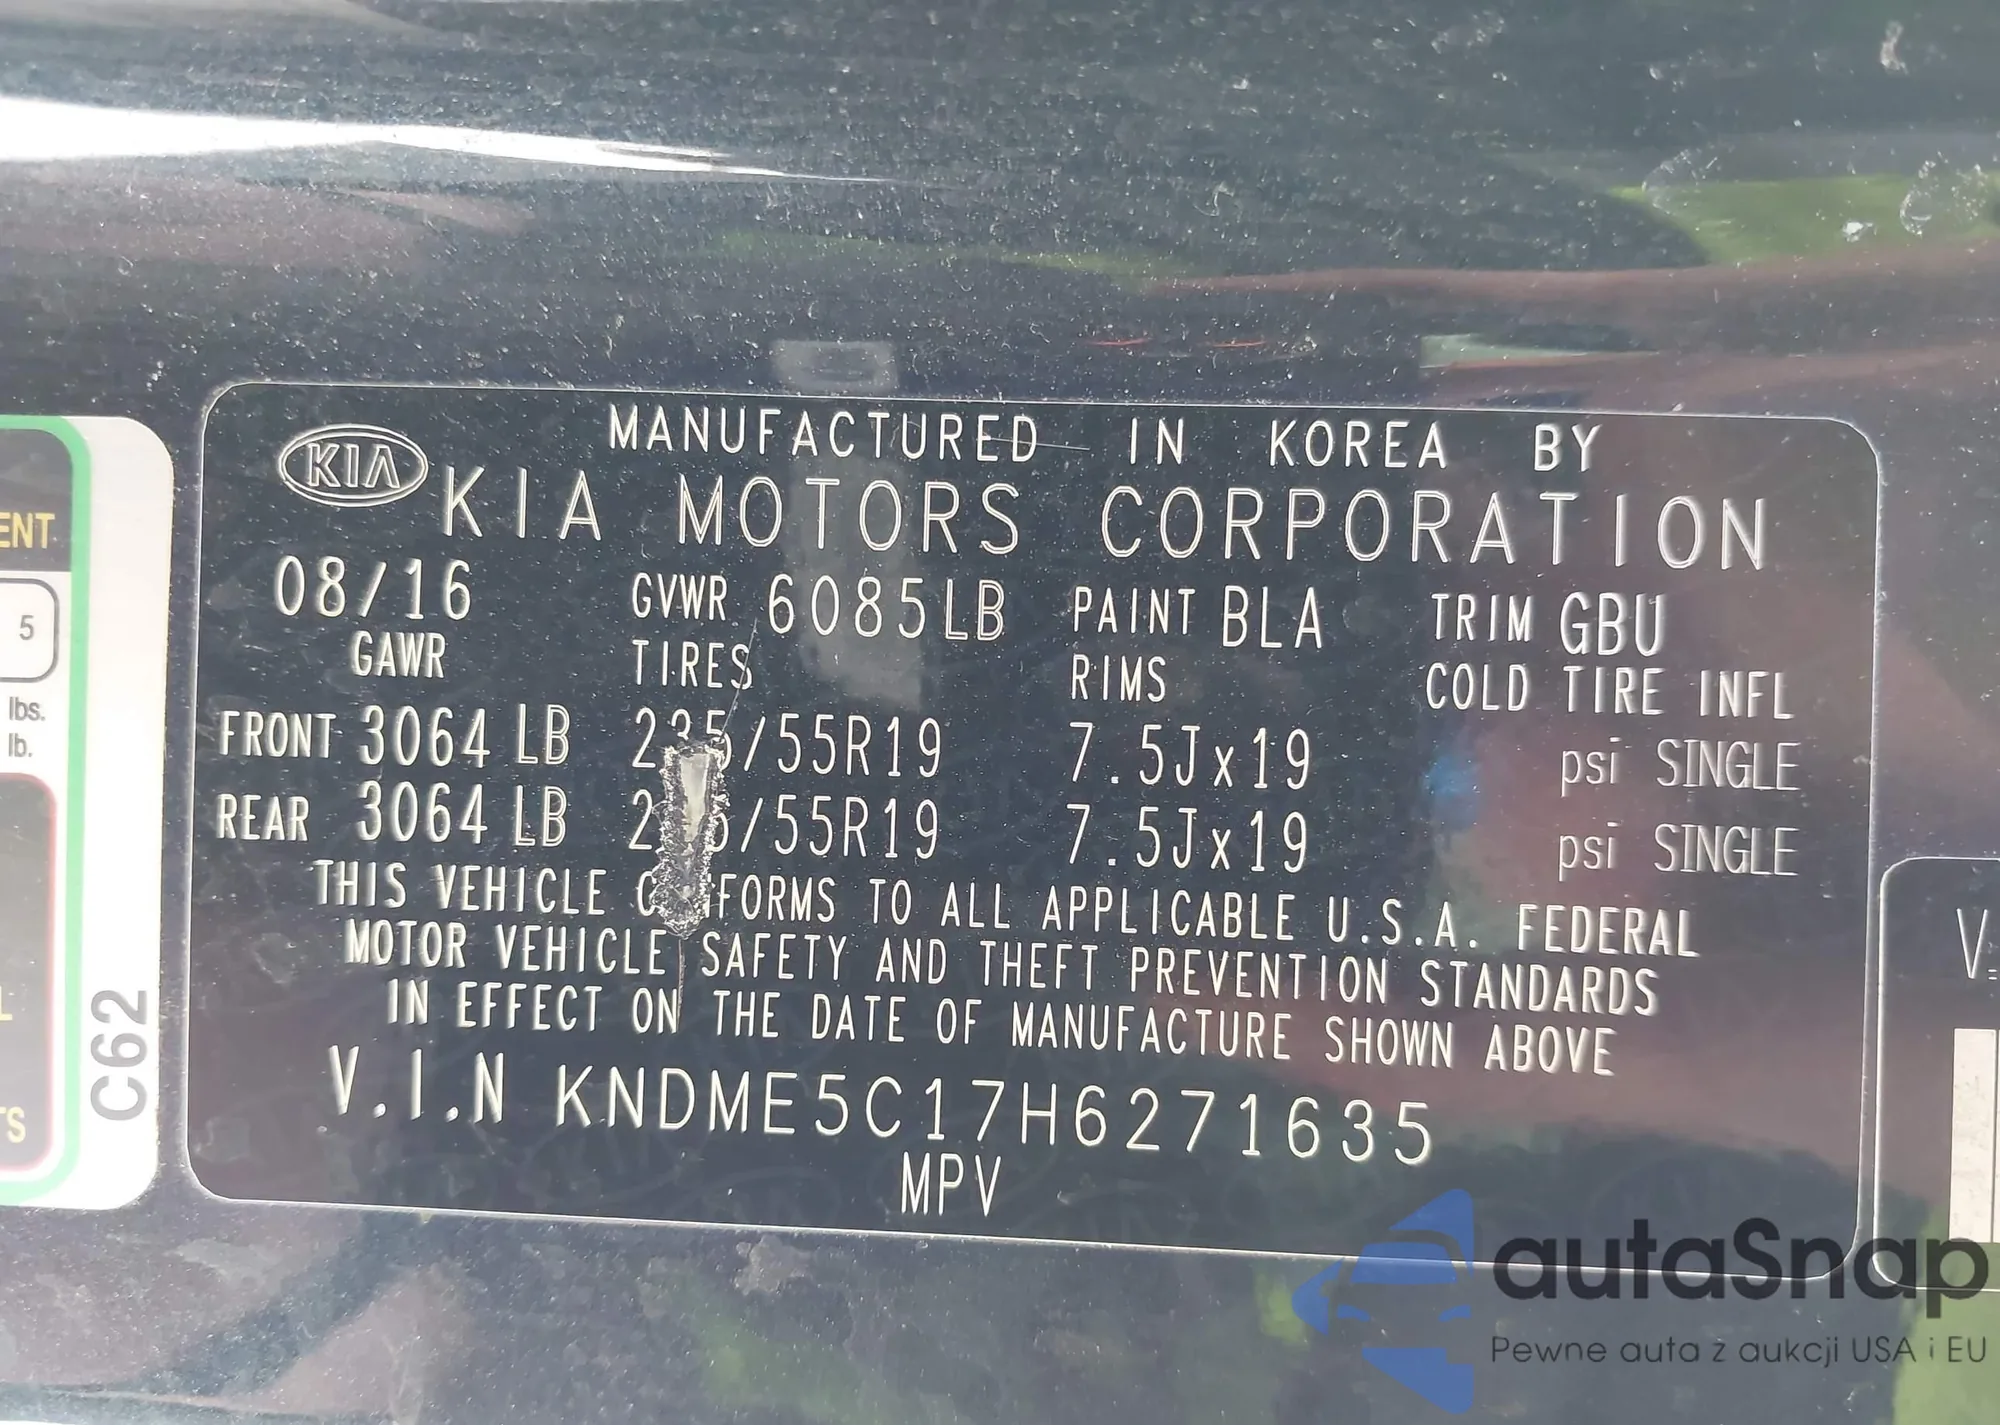 MANUFACTURED IN KOREA BY
KIA KIA MOTORS CORPORATION
08/16 GVWR 6085LB PAINT BLA TRIM GBU
GAWR TIRES RIMS COLD TIRE INFL
FRONT 3064 LB 235/55R19 7.5Jx19 psi SINGLE
REAR 3064 LB /55R19 7.5Jx19 psi SINGLE
THIS VEHICLE TO ALL APPLICABLE U.S.A. FEDERAL
MOTOR VEHICLE SAFETY AND THEFT PREVENTION STANDARDS
IN EFFECT ON THE DATE OF MANUFACTURE SHOWN ABOVE
V.I.N KNDME5C17H6271635
MPV
ENT
5
lbs.
lb.
L
TS
C62
V
autaSnap
Pewne auta z aukcji USA i EU